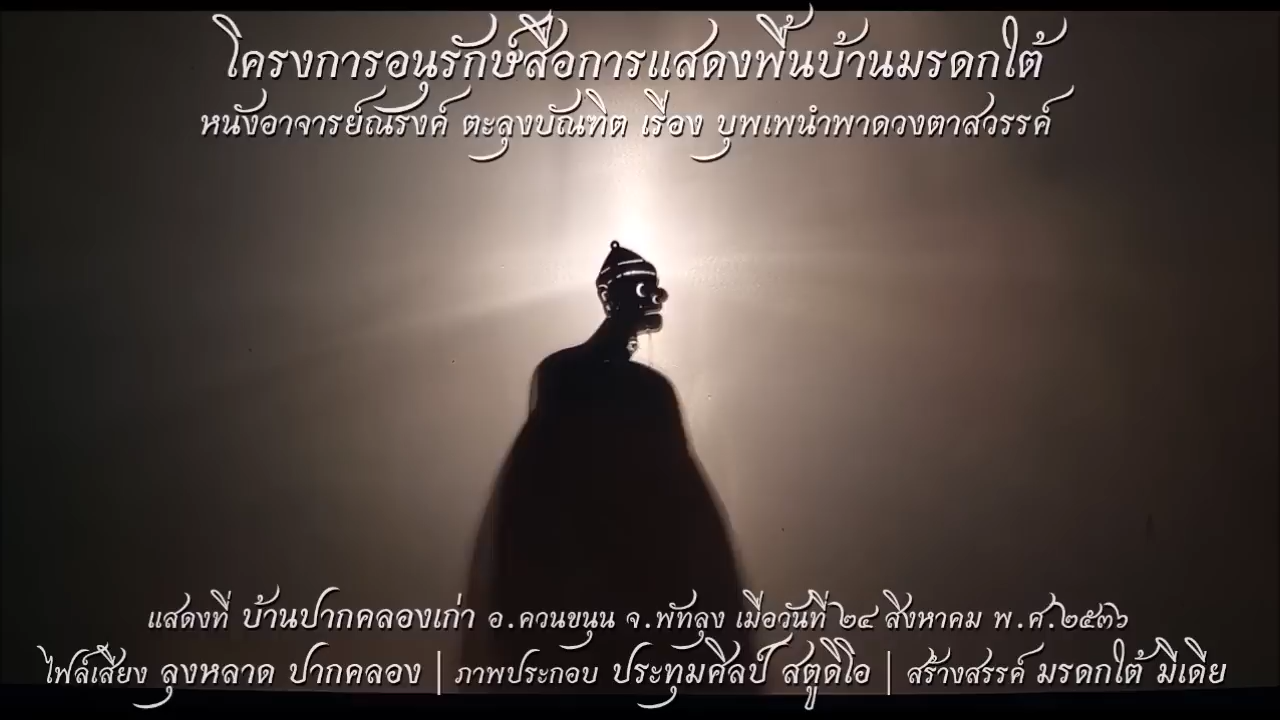 โครงการอนุรักษ์สื่อการแสดงพื้นบ้านมรดกใต้
หนังอาจารย์ณรงค์ ตะลุงบัณฑิต เรื่อง บุพเพนำพาดวงตาสวรรค์
แสดงที่ บ้านปากคลองเก่า อ.ควนขนุน จ.พัทลุง เมื่อวันที่ ๒๔ สิงหาคม พ.ศ.๒๕๓๖
ไฟล์เสียง ลุงหลาด ปากคลอง | ภาพประกอบ ประทุมศิลป์ สตูดิโอ | สร้างสรรค์ มรดกใต้ มีเดีย